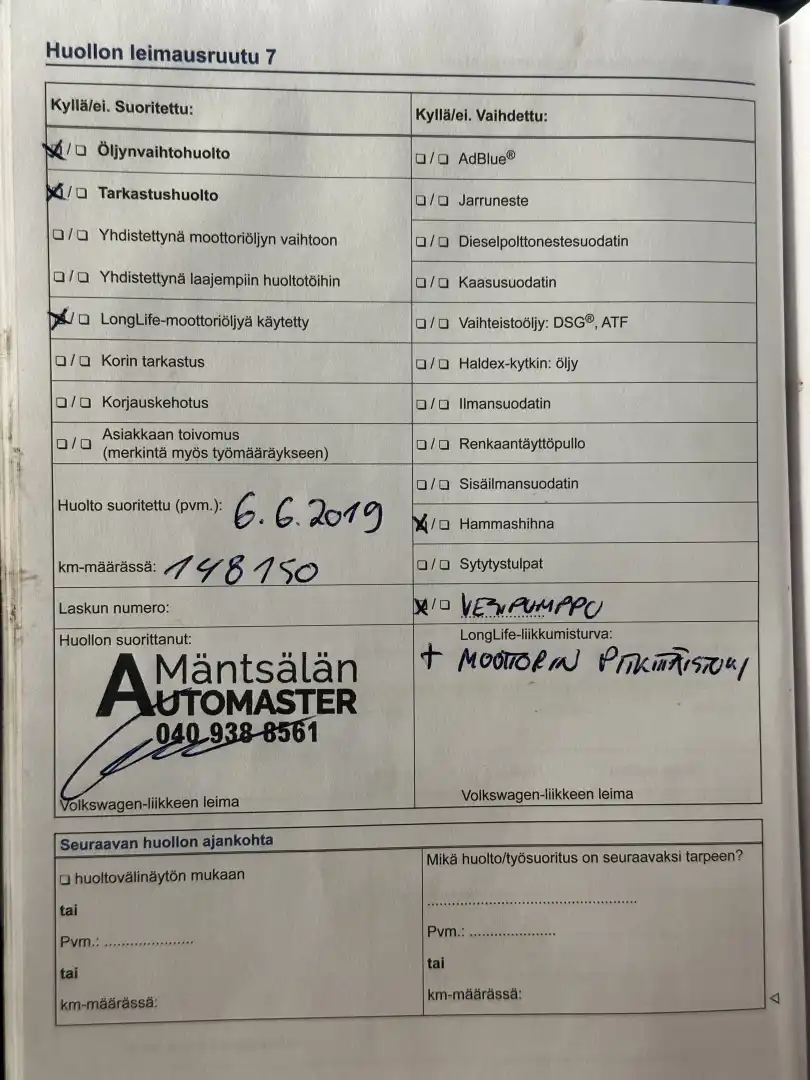 Huollon leimausruutu 7
Kyllä/ei. Suoritettu:
☒ / ❏ Öljynvaihtohuolto
☒ / ❏ Tarkastushuolto
❏ / ❏ Yhdistettynä moottoriöljyn vaihtoon
❏ / ❏ Yhdistettynä laajempiin huoltotöihin
☒ / ❏ LongLife-moottoriöljyä käytetty
❏ / ❏ Korin tarkastus
❏ / ❏ Korjauskehotus
❏ / ❏ Asiakkaan toivomus
(merkintä myös työmääräykseen)
Huolto suoritettu (pvm.): 6.6.2019
km-määrässä: 148150
Laskun numero:
Huollon suorittanut:
Mäntsälän
AUTOMASTER
040 938 8561
Volkswagen-liikkeen leima
Kyllä/ei. Vaihdettu:
❏ / ❏ AdBlue®
❏ / ❏ Jarruneste
❏ / ❏ Dieselpolttonestesuodatin
❏ / ❏ Kaasusuodatin
❏ / ❏ Vaihteistoöljy: DSG®, ATF
❏ / ❏ Haldex-kytkin: öljy
❏ / ❏ Ilmansuodatin
❏ / ❏ Renkaantäyttöpullo
❏ / ❏ Sisäilmansuodatin
☒ / ❏ Hammashihna
❏ / ❏ Sytytystulpat
☒ / ❏ VESIPUMPPU
LongLife-liikkumisturva:
+ MOOTTORIN
Volkswagen-liikkeen leima
Seuraavan huollon ajankohta
❏ huoltovälinäytön mukaan
tai
Pvm.: ......................
tai
km-määrässä:
Mikä huolto/työsuoritus on seuraavaksi tarpeen?
Pvm.: .....................
tai
km-määrässä: